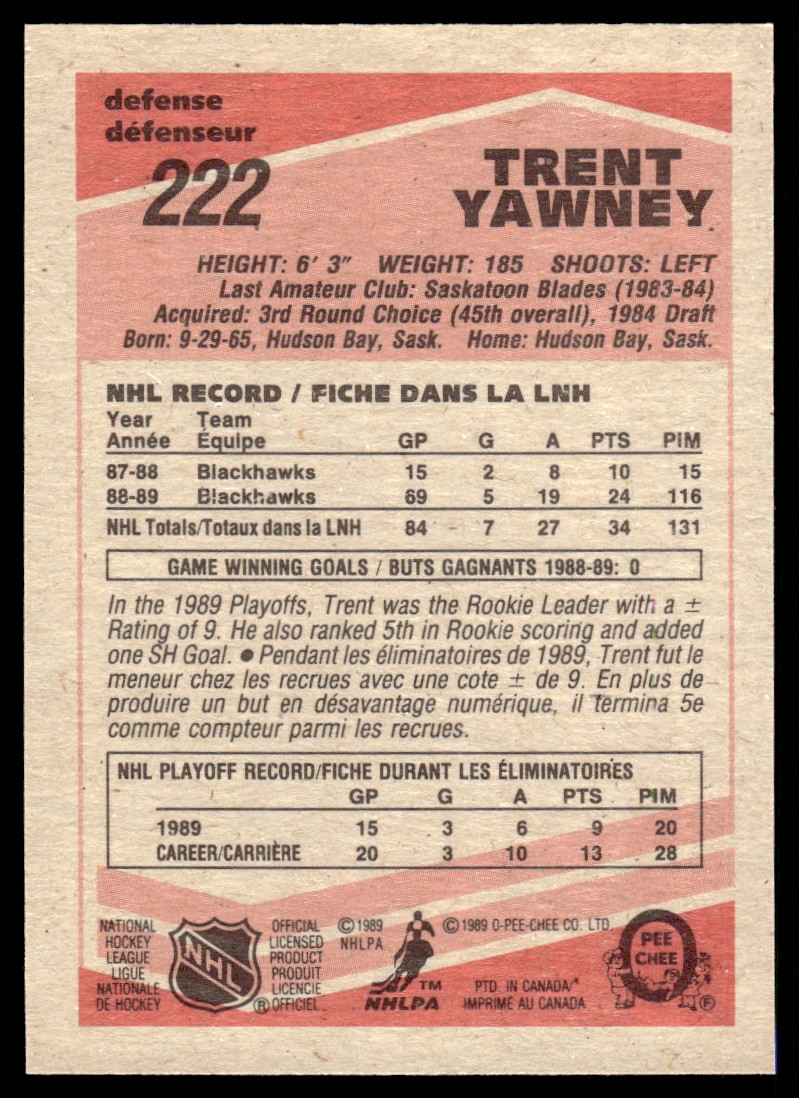 defense
défenseur
222
TRENT
YAWNEY
HEIGHT: 6' 3" WEIGHT: 185 SHOOTS: LEFT
Last Amateur Club: Saskatoon Blades (1983-84)
Acquired: 3rd Round Choice (45th overall), 1984 Draft
Born: 9-29-65, Hudson Bay, Sask. Home: Hudson Bay, Sask.
NHL RECORD / FICHE DANS LA LNH
Year Team
Année Équipe GP G A PTS PIM
87-88 Blackhawks 15 2 8 10 15
88-89 Blackhawks 69 5 19 24 116
NHL Totals/Totaux dans la LNH 84 7 27 34 131
GAME WINNING GOALS / BUTS GAGNANTS 1988-89: 0
In the 1989 Playoffs, Trent was the Rookie Leader with a ±
Rating of 9. He also ranked 5th in Rookie scoring and added
one SH Goal. ● Pendant les éliminatoires de 1989, Trent fut le
meneur chez les recrues avec une cote ± de 9. En plus de
produire un but en désavantage numérique, il termina 5e
comme compteur parmi les recrues.
NHL PLAYOFF RECORD/FICHE DURANT LES ÉLIMINATOIRES
GP G A PTS PIM
1989 15 3 6 9 20
CAREER/CARRIÈRE 20 3 10 13 28
NATIONAL
HOCKEY
LEAGUE
LIGUE
NATIONALE
DE HOCKEY
NHL
®
OFFICIAL
LICENSED
PRODUCT
PRODUIT
LICENCIE
OFFICIEL
© 1989
NHLPA
TM
NHLPA
© 1989 O-PEE-CHEE CO. LTD.
PTD. IN CANADA/*
IMPRIMÉ AU CANADA
PEE
CHEE
Ⓕ